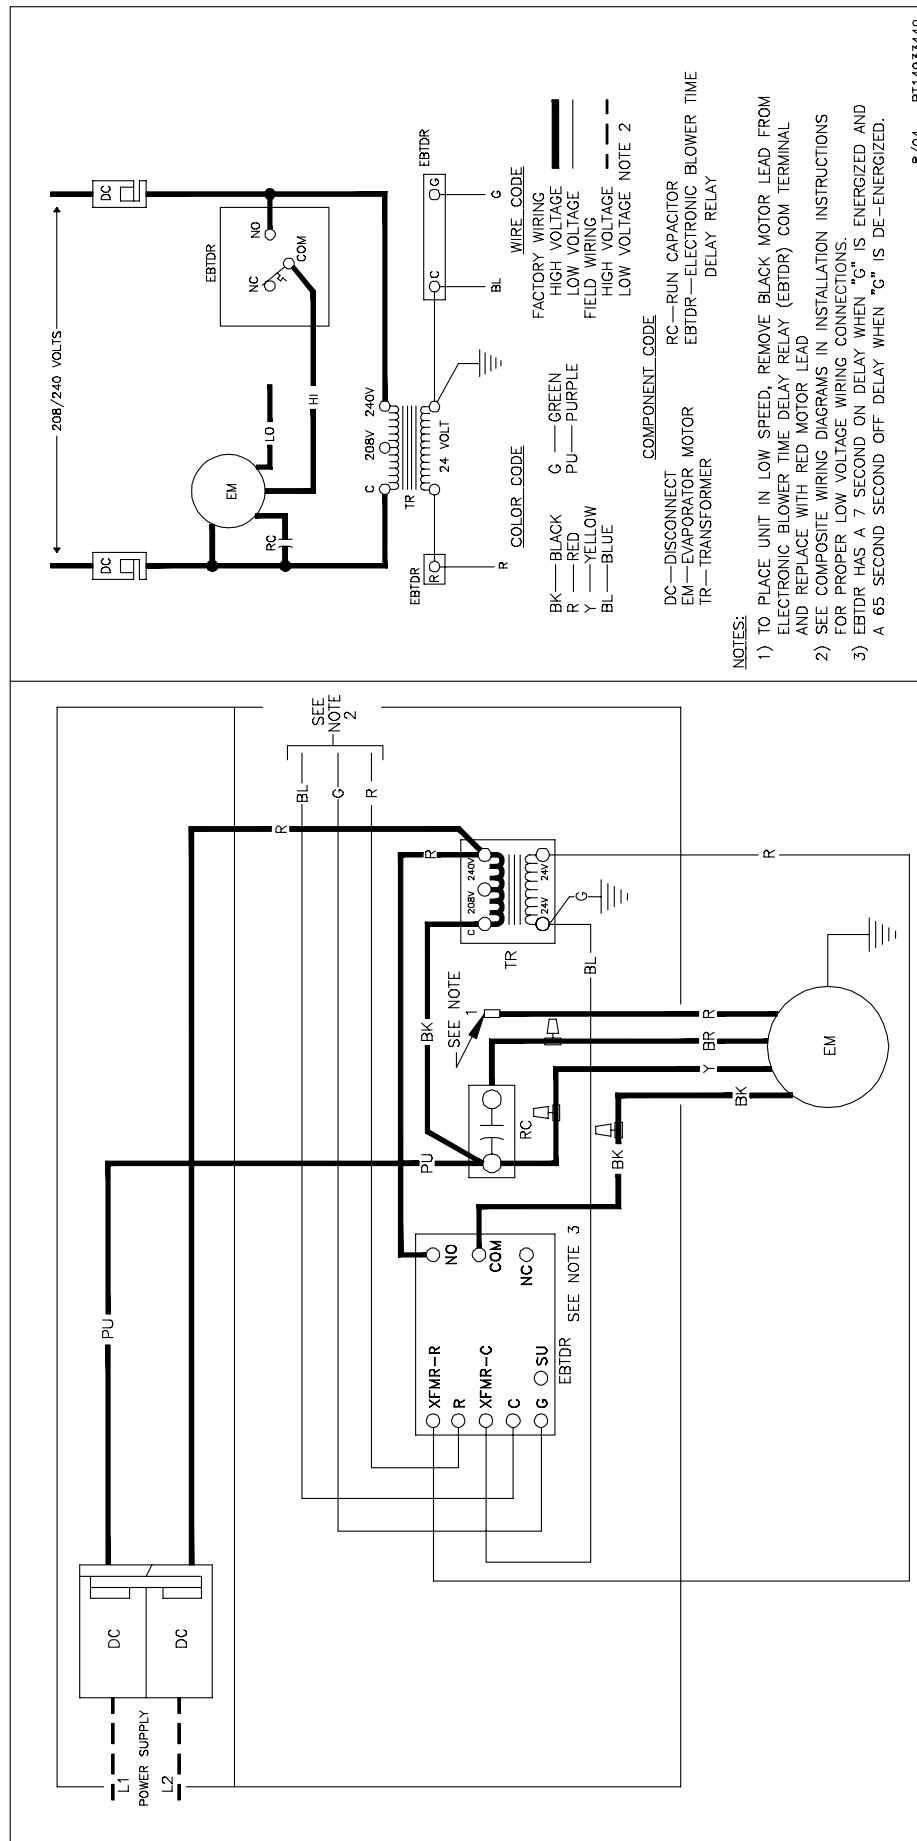 L1
POWER SUPPLY
L2
DC
DC
PU
PU
R
BL
G
R
SEE
NOTE
2
XFMR-R
R
XFMR-C
C
G
SU
NO
COM
NC
EBTDR
SEE NOTE 3
BK
RC
SEE NOTE
1
C
208V
240V
24V
24V
TR
R
G
BL
R
BK
BK
Y
BR
R
EM
208/240 VOLTS
DC
DC
EM
RC
LO
HI
EBTDR
NC
NO
COM
C
208V
240V
TR
24 VOLT
EBTDR
R
R
EBTDR
C
G
BL
G
COLOR CODE
BK—BLACK
R—RED
Y—YELLOW
BL—BLUE
G—GREEN
PU—PURPLE
WIRE CODE
FACTORY WIRING
HIGH VOLTAGE
LOW VOLTAGE
FIELD WIRING
HIGH VOLTAGE
LOW VOLTAGE NOTE 2
COMPONENT CODE
DC—DISCONNECT
EM—EVAPORATOR MOTOR
TR—TRANSFORMER
RC—RUN CAPACITOR
EBTDR—ELECTRONIC BLOWER TIME
DELAY RELAY
NOTES:
1) TO PLACE UNIT IN LOW SPEED, REMOVE BLACK MOTOR LEAD FROM
ELECTRONIC BLOWER TIME DELAY RELAY (EBTDR) COM TERMINAL
AND REPLACE WITH RED MOTOR LEAD
2) SEE COMPOSITE WIRING DIAGRAMS IN INSTALLATION INSTRUCTIONS
FOR PROPER LOW VOLTAGE WIRING CONNECTIONS.
3) EBTDR HAS A 7 SECOND ON DELAY WHEN "G" IS ENERGIZED AND
A 65 SECOND SECOND OFF DELAY WHEN "G" IS DE-ENERGIZED.